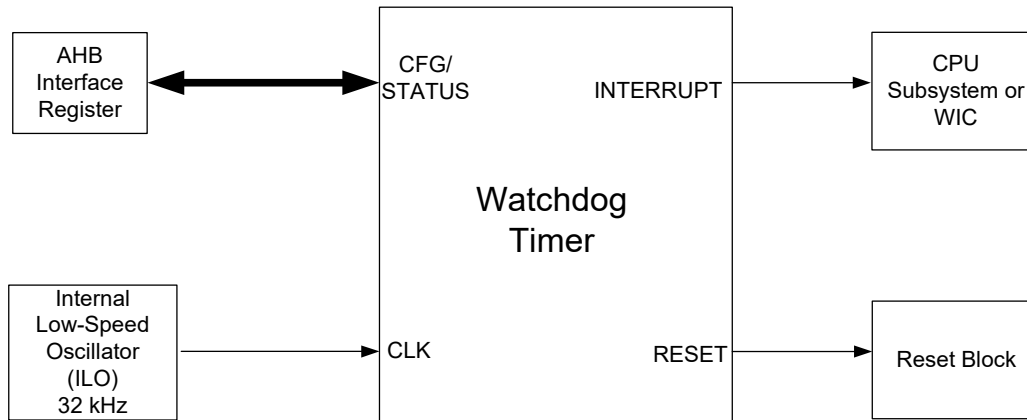 AHB
Interface
Register
CFG/
STATUS
INTERRUPT
CPU
Subsystem or
WIC
Watchdog
Timer
Internal
Low-Speed
Oscillator
(ILO)
32 kHz
CLK
RESET
Reset Block